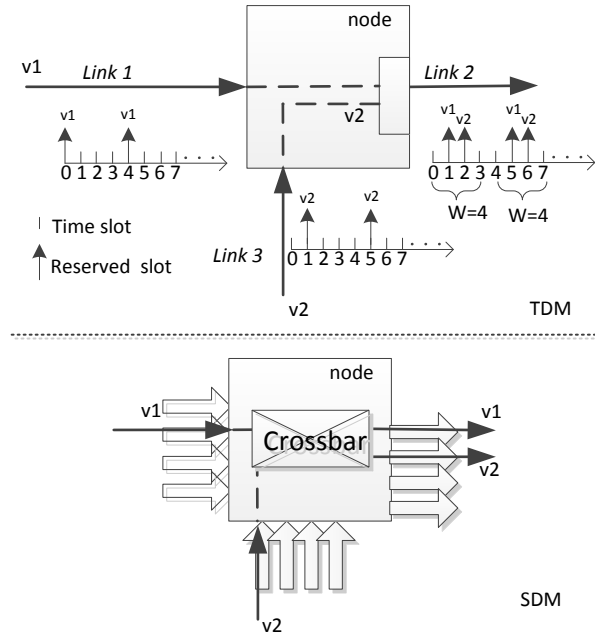 node
v1 Link 1 Link 2
v2
v1 v1
0 1 2 3 4 5 6 7 · · · ·
v1 v2 v1 v2
0 1 2 3 4 5 6 7 · · · ·
W=4 W=4
Time slot
Reserved slot
v2 v2
0 1 2 3 4 5 6 7 · · · ·
Link 3
v2
TDM
node
v1 v1
Crossbar
v2
v2
SDM